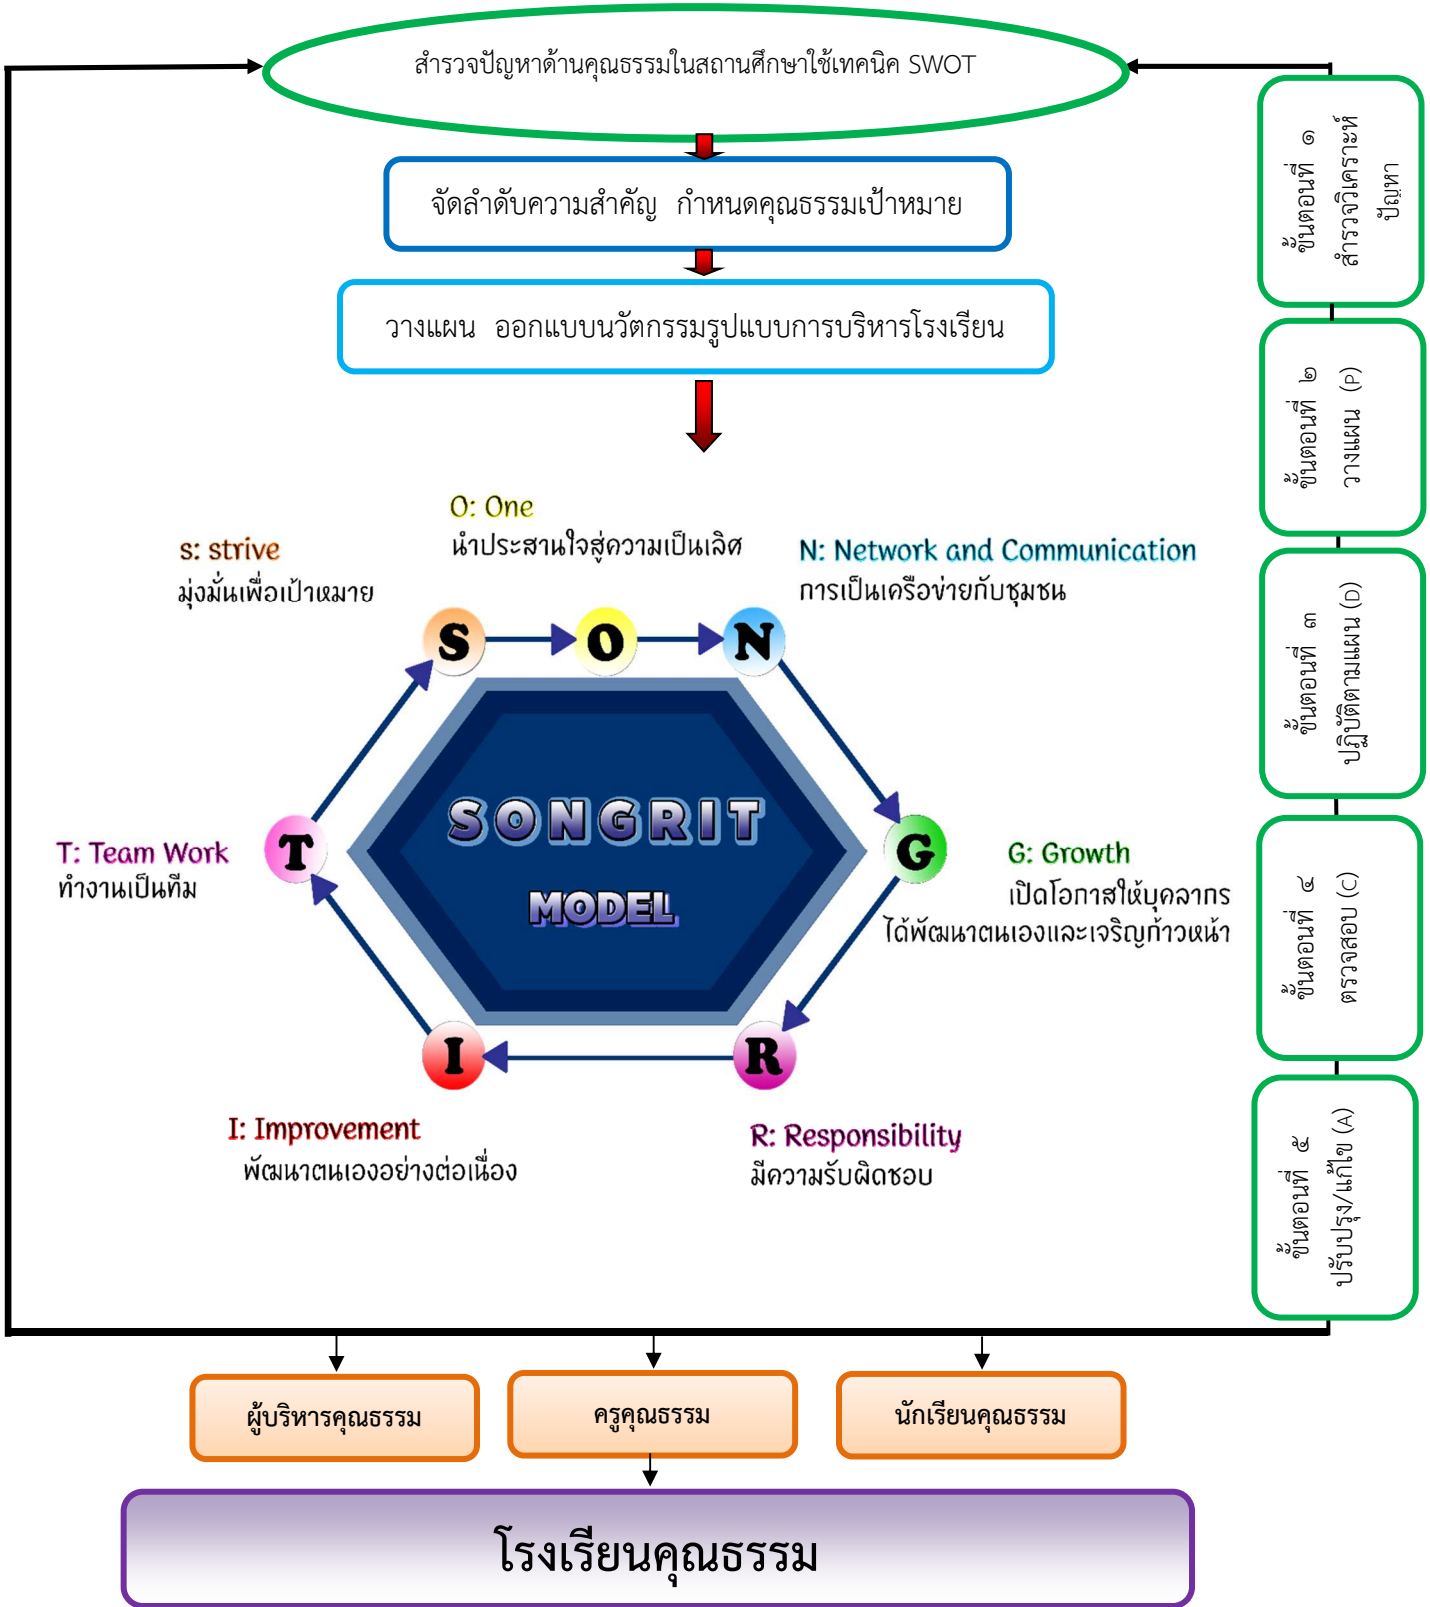 สำรวจปัญหาด้านคุณธรรมในสถานศึกษาใช้เทคนิค SWOT
จัดลำดับความสำคัญ กำหนดคุณธรรมเป้าหมาย
วางแผน ออกแบบนวัตกรรมรูปแบบการบริหารโรงเรียน
O: One
นำประสานใจสู่ความเป็นเลิศ
s: strive
มุ่งมั่นเพื่อเป้าหมาย
N: Network and Communication
การเป็นเครือข่ายกับชุมชน
S
O
N
SONGRIT
MODEL
T
G
T: Team Work
ทำงานเป็นทีม
G: Growth
เปิดโอกาสให้บุคลากร
ได้พัฒนาตนเองและเจริญก้าวหน้า
I
R
I: Improvement
พัฒนาตนเองอย่างต่อเนื่อง
R: Responsibility
มีความรับผิดชอบ
ขั้นตอนที่ ๑
สำรวจวิเคราะห์
ปัญหา
ขั้นตอนที่ ๒
วางแผน (P)
ขั้นตอนที่ ๓
ปฏิบัติตามแผน (D)
ขั้นตอนที่ ๔
ตรวจสอบ (C)
ขั้นตอนที่ ๕
ปรับปรุง/แก้ไข (A)
ผู้บริหารคุณธรรม
ครูคุณธรรม
นักเรียนคุณธรรม
โรงเรียนคุณธรรม